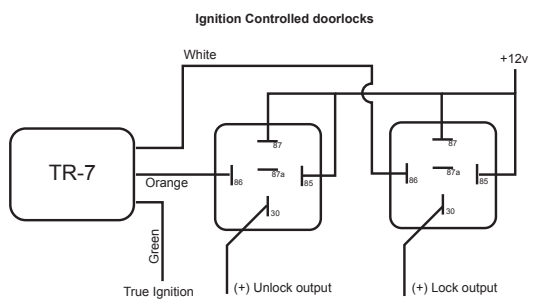 Ignition Controlled doorlocks
White
+12v
TR-7
87
87a
86
85
30
87
87a
86
85
30
Orange
Green
True Ignition
(+) Unlock output
(+) Lock output